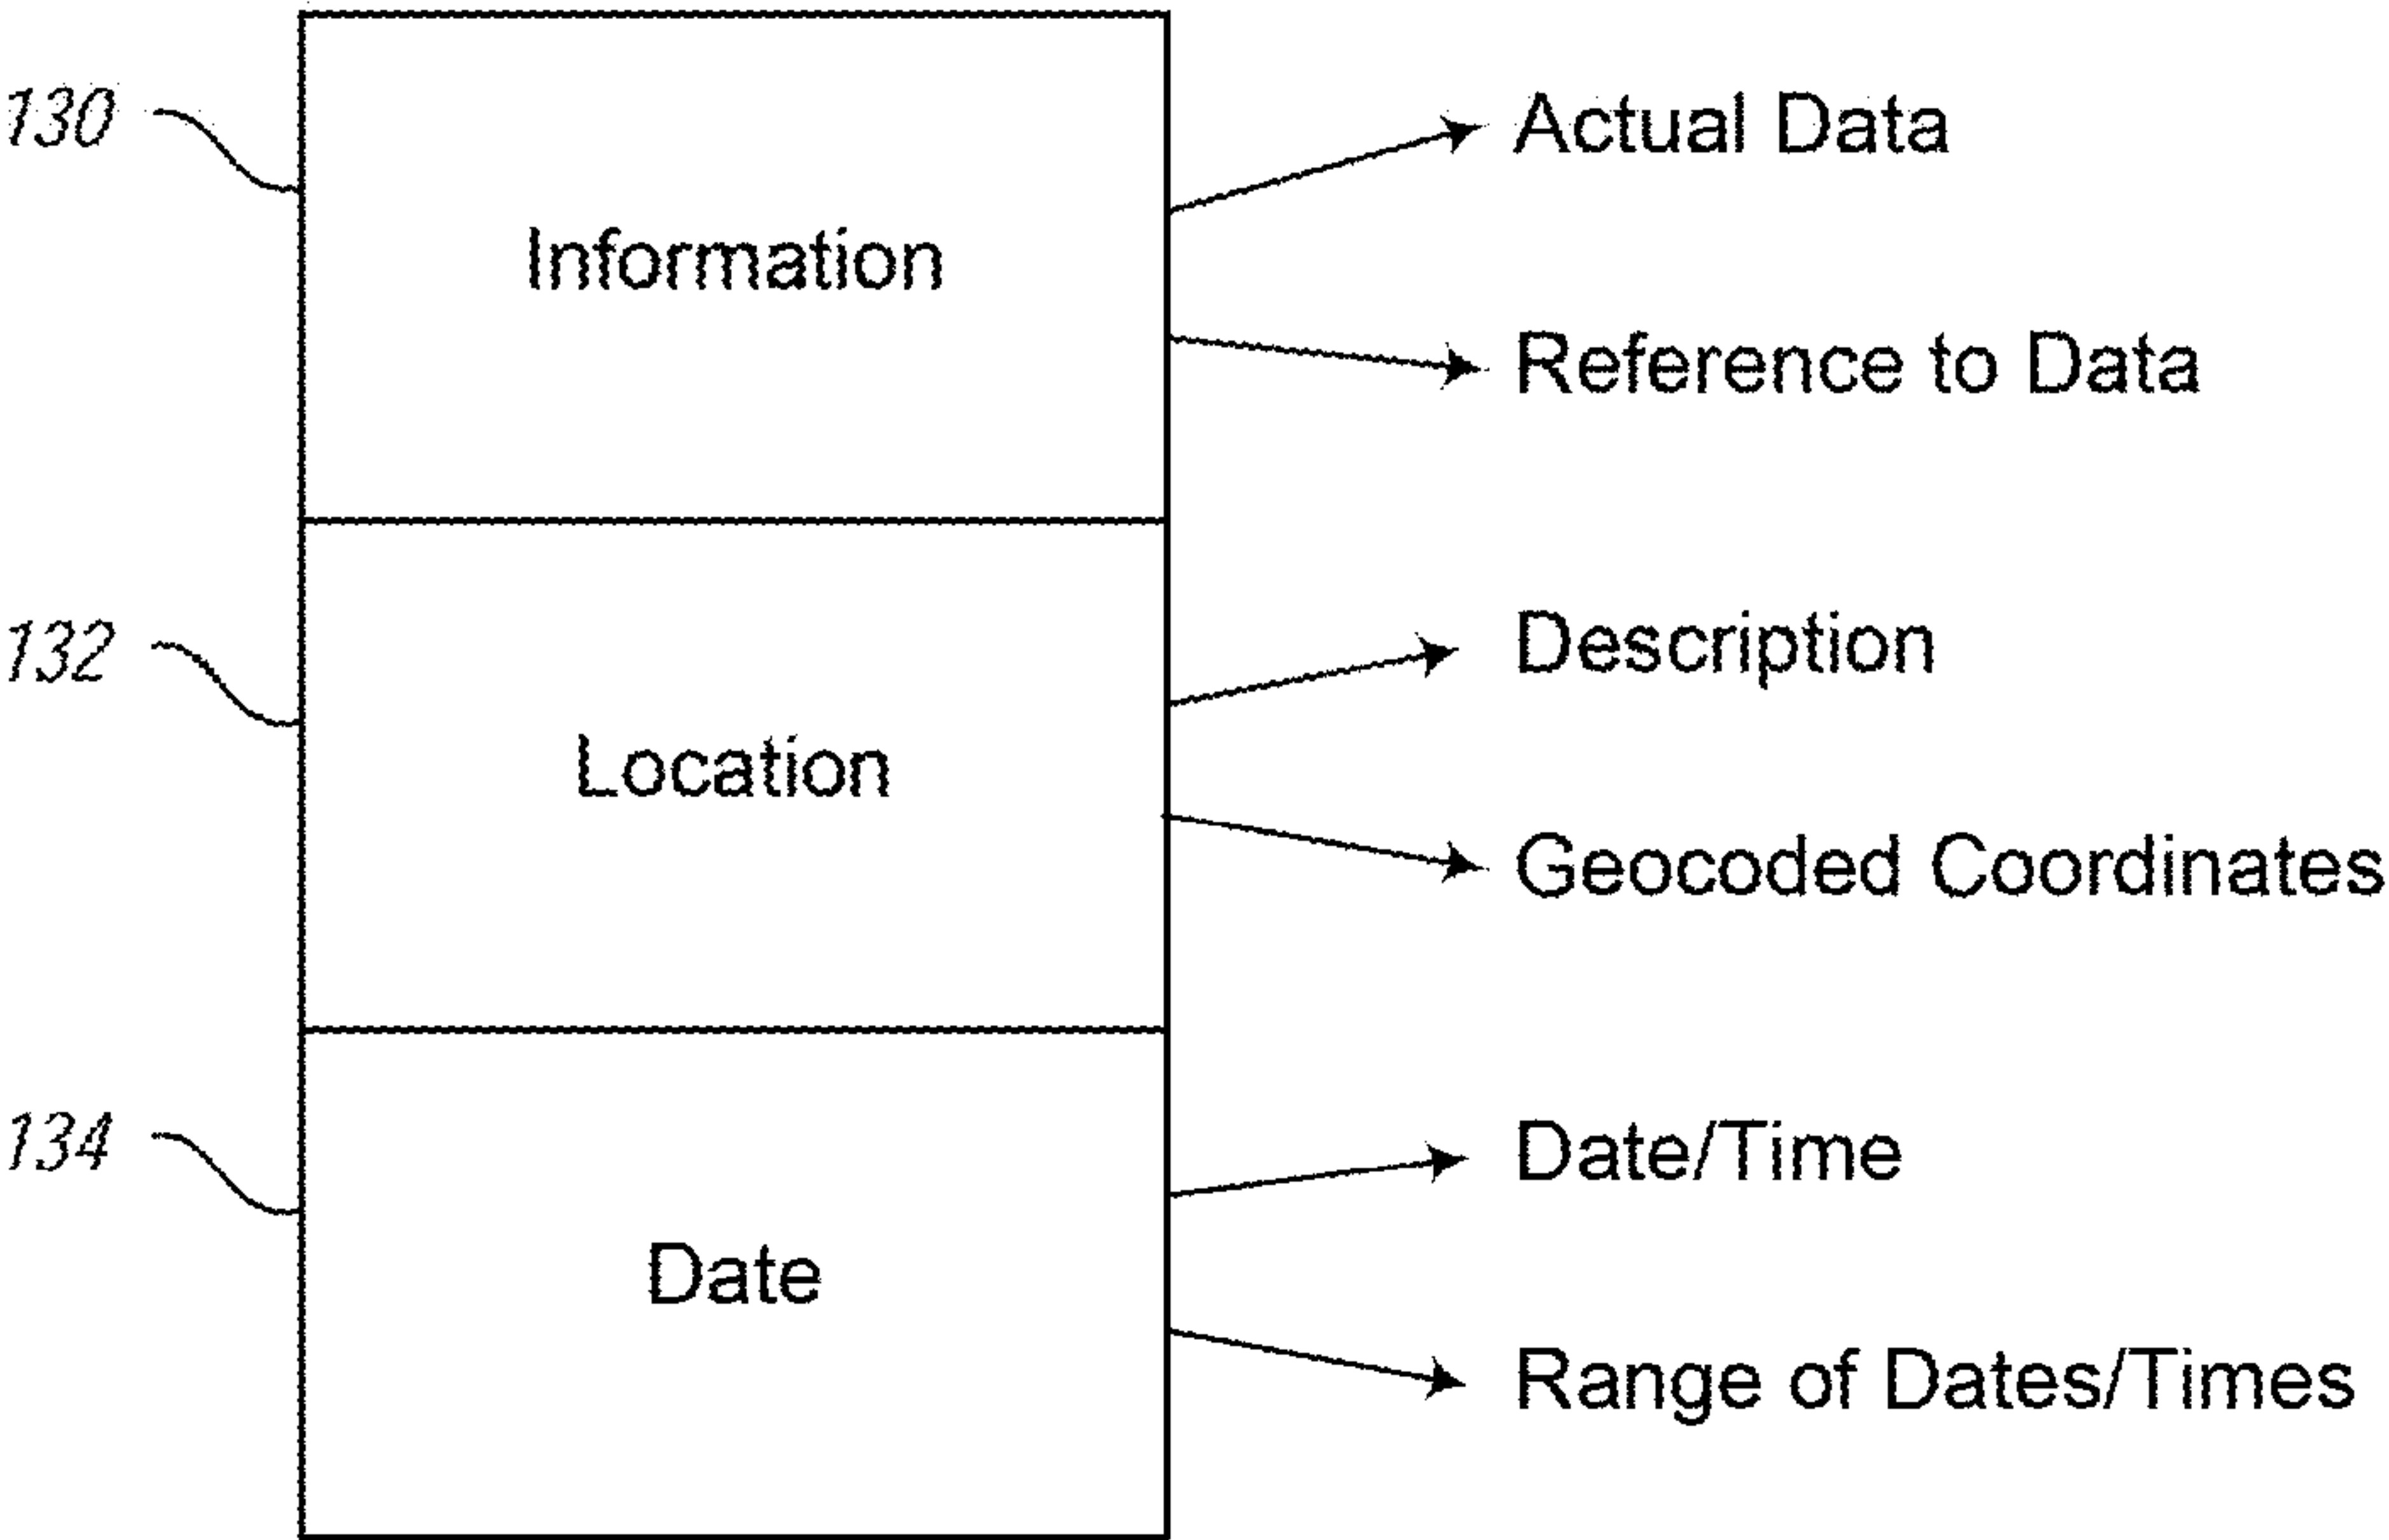 130
Actual Data
Information
Reference to Data
132
Description
Location
Geocoded Coordinates
134
Date/Time
Date
Range of Dates/Times